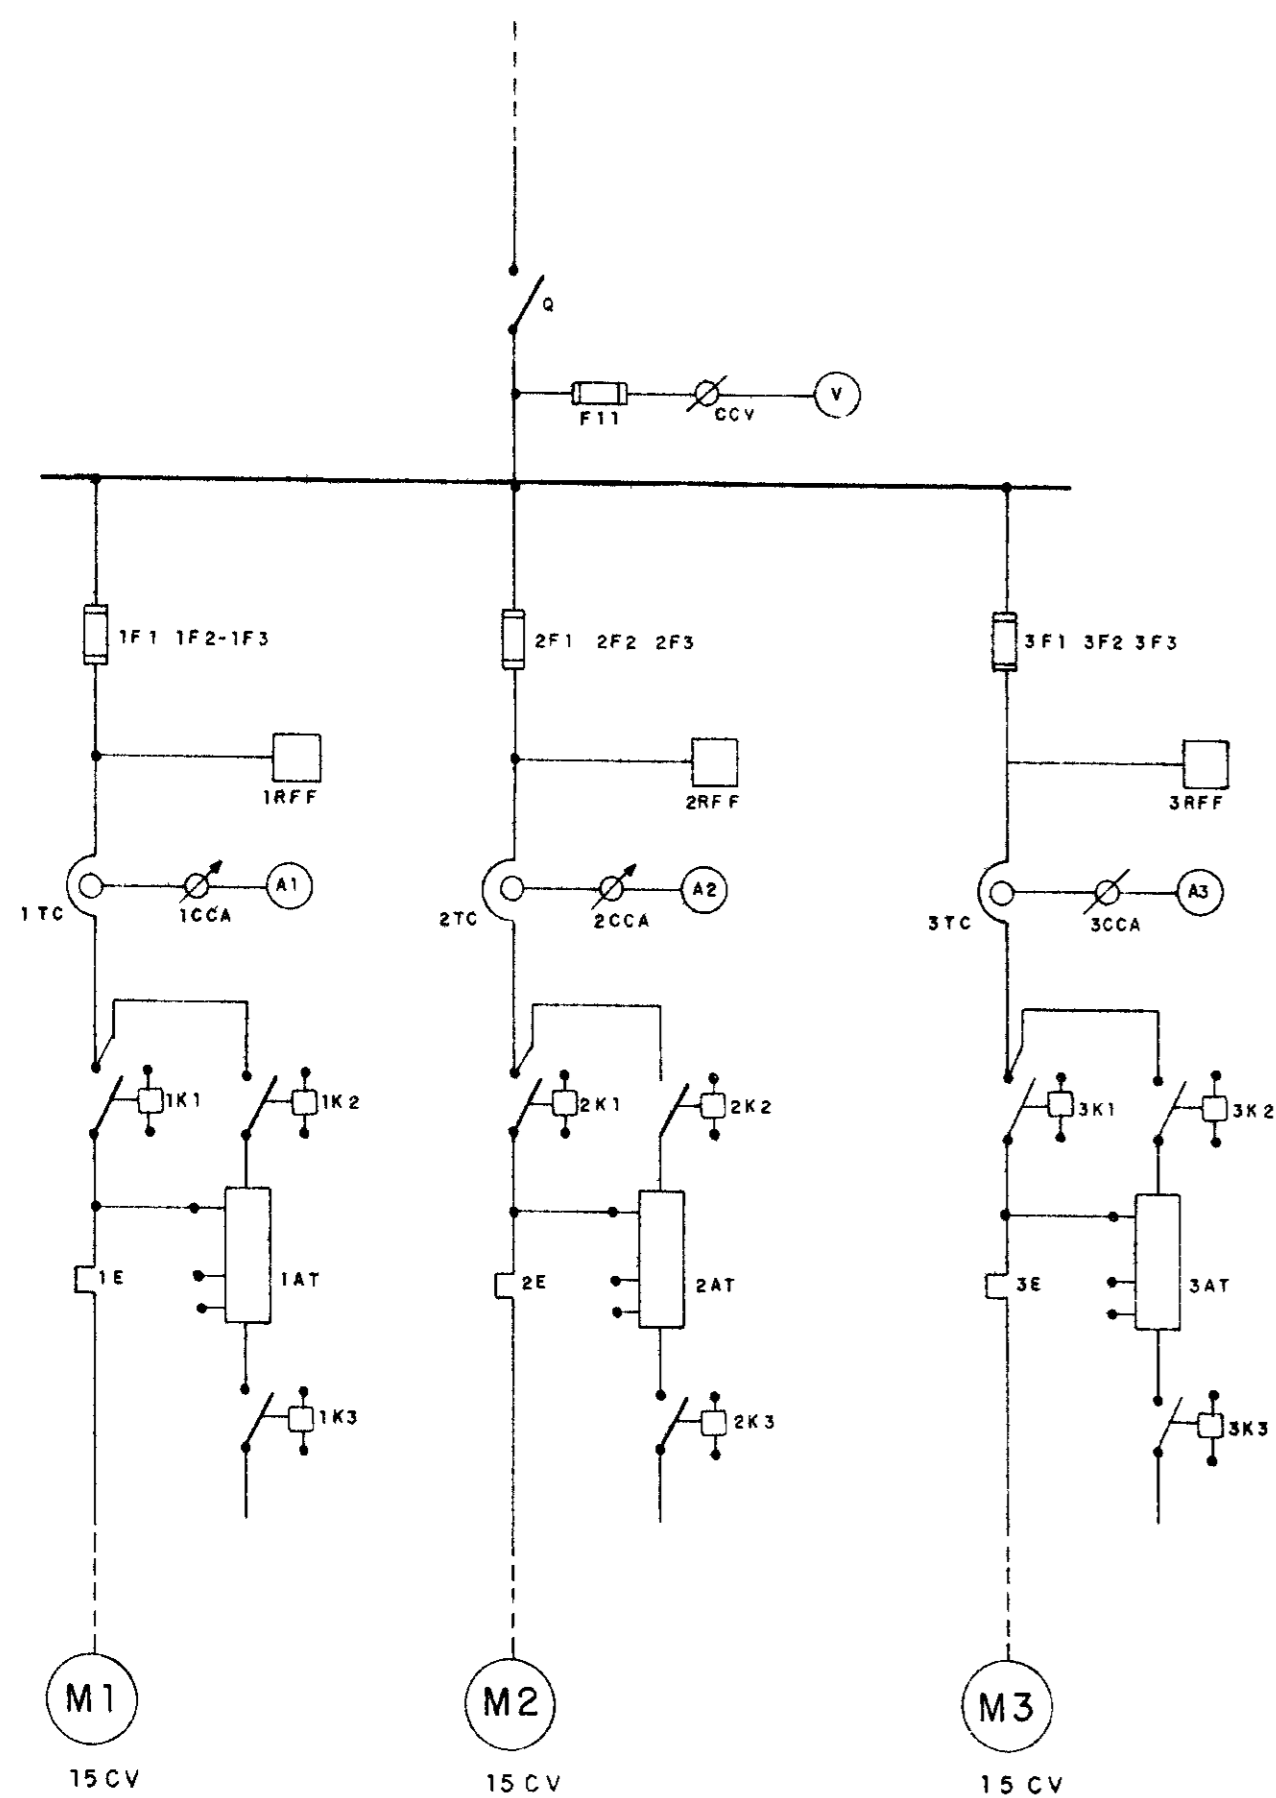 Q
V
F11
CCV
1F1 1F2-1F3
2F1 2F2 2F3
3F1 3F2 3F3
1RFF
2RFF
3RFF
A1
A2
A3
1TC
1CCA
2TC
2CCA
3TC
3CCA
1K1
1K2
2K1
2K2
3K1
3K2
1E
1AT
2E
2AT
3E
3AT
1K3
2K3
3K3
M1
M2
M3
15 CV
15 CV
15 CV